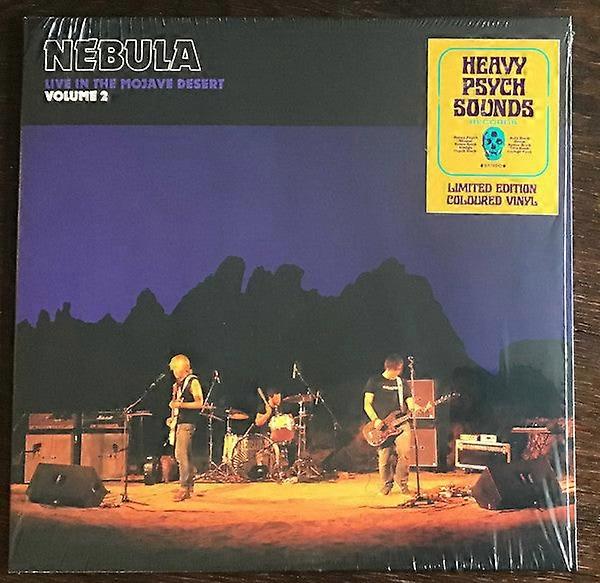 NEBULA
LIVE IN THE MOJAVE DESERT
VOLUME 2
HEAVY
PSYCH
SOUNDS
RECORDS
LIMITED EDITION
COLOURED VINYL